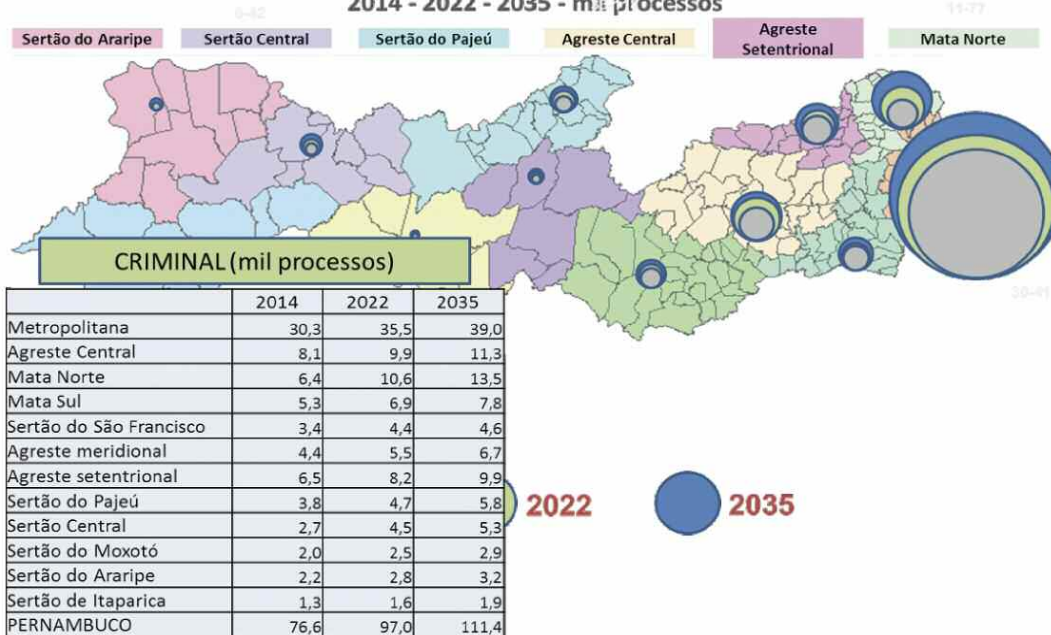 2014 - 2022 - 2035 - mil processos
Sertão do Araripe
Sertão Central
Sertão do Pajeú
Agreste Central
Agreste
Setentrional
Mata Norte
CRIMINAL (mil processos)
2014 2022 2035
Metropolitana 30,3 35,5 39,0
Agreste Central 8,1 9,9 11,3
Mata Norte 6,4 10,6 13,5
Mata Sul 5,3 6,9 7,8
Sertão do São Francisco 3,4 4,4 4,6
Agreste meridional 4,4 5,5 6,7
Agreste setentrional 6,5 8,2 9,9
Sertão do Pajeú 3,8 4,7 5,8
Sertão Central 2,7 4,5 5,3
Sertão do Moxotó 2,0 2,5 2,9
Sertão do Araripe 2,2 2,8 3,2
Sertão de Itaparica 1,3 1,6 1,9
PERNAMBUCO 76,6 97,0 111,4
2022
2035